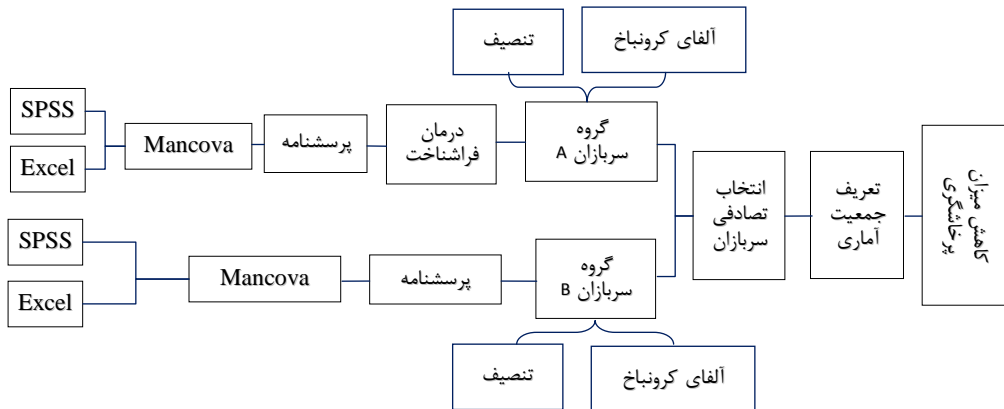 کاهش میزان
پرخاشگری
تعریف
جمعیت
آماری
انتخاب
تصادفی
سربازان
آلفای کرونباخ
تنصیف
گروه
سربازان A
درمان
فراشناخت
پرسشنامه
Mancova
SPSS
Excel
گروه
سربازان B
آلفای کرونباخ
تنصیف
پرسشنامه
Mancova
SPSS
Excel